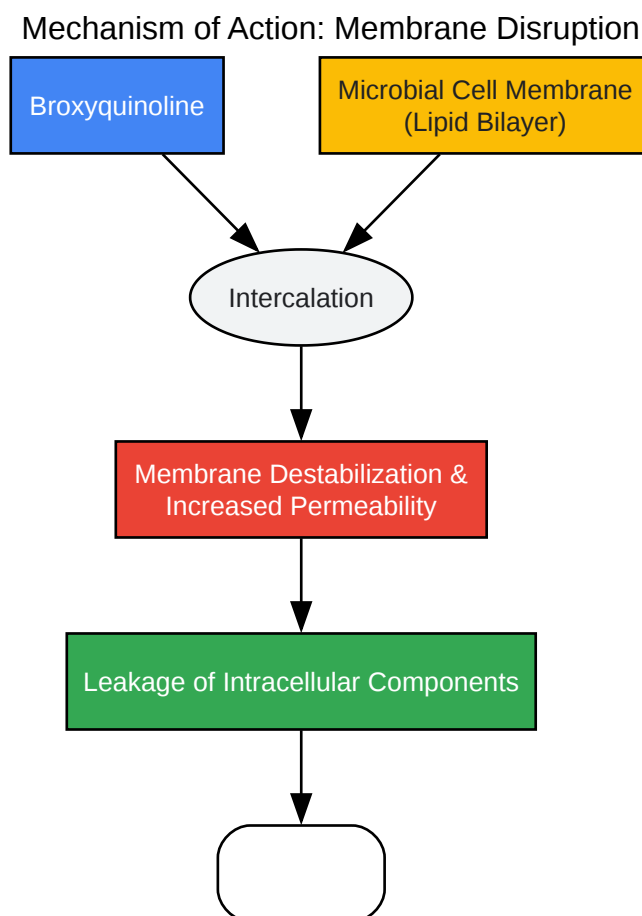 Mechanism of Action: Membrane Disruption
Broxyquinoline
Microbial Cell Membrane
(Lipid Bilayer)
Intercalation
Membrane Destabilization &
Increased Permeability
Leakage of Intracellular Components